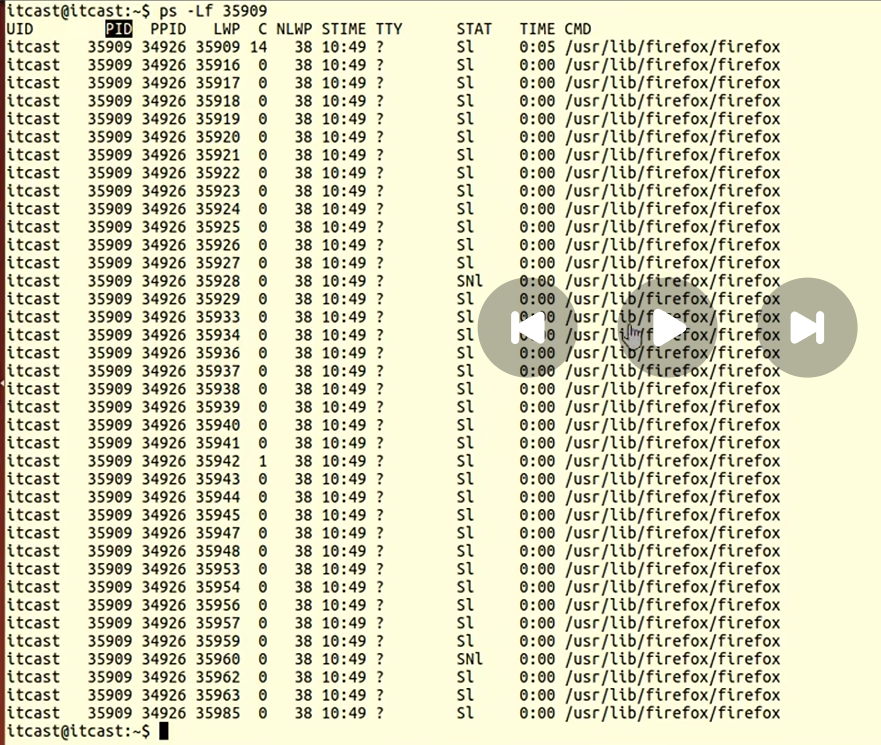 itcast@itcast:~$ ps -Lf 35909
UID        PID  PPID   LWP  C NLWP STIME TTY      STAT   TIME CMD
itcast   35909 34926 35909 14   38 10:49 ?        Sl     0:05 /usr/lib/firefox/firefox
itcast   35909 34926 35916  0   38 10:49 ?        Sl     0:00 /usr/lib/firefox/firefox
itcast   35909 34926 35917  0   38 10:49 ?        Sl     0:00 /usr/lib/firefox/firefox
itcast   35909 34926 35918  0   38 10:49 ?        Sl     0:00 /usr/lib/firefox/firefox
itcast   35909 34926 35919  0   38 10:49 ?        Sl     0:00 /usr/lib/firefox/firefox
itcast   35909 34926 35920  0   38 10:49 ?        Sl     0:00 /usr/lib/firefox/firefox
itcast   35909 34926 35921  0   38 10:49 ?        Sl     0:00 /usr/lib/firefox/firefox
itcast   35909 34926 35922  0   38 10:49 ?        Sl     0:00 /usr/lib/firefox/firefox
itcast   35909 34926 35923  0   38 10:49 ?        Sl     0:00 /usr/lib/firefox/firefox
itcast   35909 34926 35924  0   38 10:49 ?        Sl     0:00 /usr/lib/firefox/firefox
itcast   35909 34926 35925  0   38 10:49 ?        Sl     0:00 /usr/lib/firefox/firefox
itcast   35909 34926 35926  0   38 10:49 ?        Sl     0:00 /usr/lib/firefox/firefox
itcast   35909 34926 35927  0   38 10:49 ?        Sl     0:00 /usr/lib/firefox/firefox
itcast   35909 34926 35928  0   38 10:49 ?        SNl    0:00 /usr/lib/firefox/firefox
itcast   35909 34926 35929  0   38 10:49 ?        Sl     0:00 /usr/lib/firefox/firefox
itcast   35909 34926 35933  0   38 10:49 ?        Sl     0:00 /usr/lib/firefox/firefox
itcast   35909 34926 35934  0   38 10:49 ?        Sl     0:00 /usr/lib/firefox/firefox
itcast   35909 34926 35936  0   38 10:49 ?        Sl     0:00 /usr/lib/firefox/firefox
itcast   35909 34926 35937  0   38 10:49 ?        Sl     0:00 /usr/lib/firefox/firefox
itcast   35909 34926 35938  0   38 10:49 ?        Sl     0:00 /usr/lib/firefox/firefox
itcast   35909 34926 35939  0   38 10:49 ?        Sl     0:00 /usr/lib/firefox/firefox
itcast   35909 34926 35940  0   38 10:49 ?        Sl     0:00 /usr/lib/firefox/firefox
itcast   35909 34926 35941  0   38 10:49 ?        Sl     0:00 /usr/lib/firefox/firefox
itcast   35909 34926 35942  1   38 10:49 ?        Sl     0:00 /usr/lib/firefox/firefox
itcast   35909 34926 35943  0   38 10:49 ?        Sl     0:00 /usr/lib/firefox/firefox
itcast   35909 34926 35944  0   38 10:49 ?        Sl     0:00 /usr/lib/firefox/firefox
itcast   35909 34926 35945  0   38 10:49 ?        Sl     0:00 /usr/lib/firefox/firefox
itcast   35909 34926 35947  0   38 10:49 ?        Sl     0:00 /usr/lib/firefox/firefox
itcast   35909 34926 35948  0   38 10:49 ?        Sl     0:00 /usr/lib/firefox/firefox
itcast   35909 34926 35953  0   38 10:49 ?        Sl     0:00 /usr/lib/firefox/firefox
itcast   35909 34926 35954  0   38 10:49 ?        Sl     0:00 /usr/lib/firefox/firefox
itcast   35909 34926 35956  0   38 10:49 ?        Sl     0:00 /usr/lib/firefox/firefox
itcast   35909 34926 35957  0   38 10:49 ?        Sl     0:00 /usr/lib/firefox/firefox
itcast   35909 34926 35959  0   38 10:49 ?        Sl     0:00 /usr/lib/firefox/firefox
itcast   35909 34926 35960  0   38 10:49 ?        SNl    0:00 /usr/lib/firefox/firefox
itcast   35909 34926 35962  0   38 10:49 ?        Sl     0:00 /usr/lib/firefox/firefox
itcast   35909 34926 35963  0   38 10:49 ?        Sl     0:00 /usr/lib/firefox/firefox
itcast   35909 34926 35985  0   38 10:49 ?        Sl     0:00 /usr/lib/firefox/firefox
itcast@itcast:~$